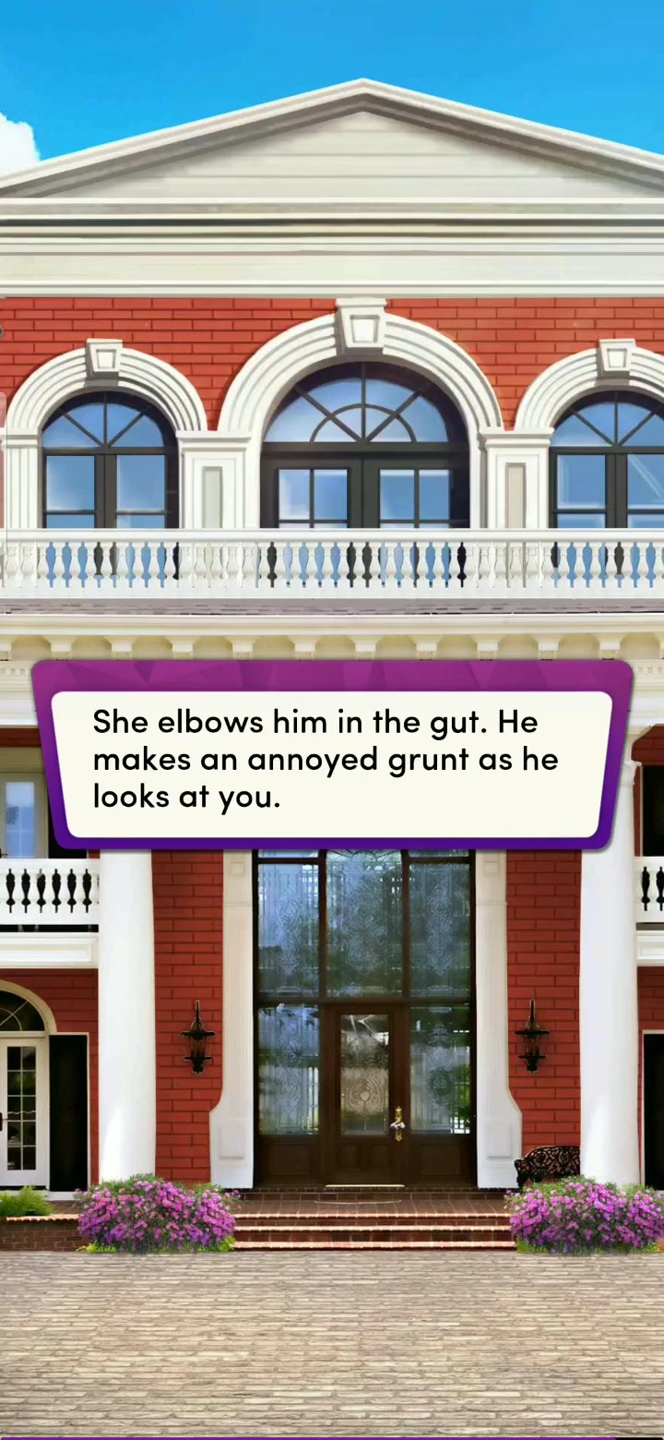 She elbows him in the gut. He
makes an annoyed grunt as he
looks at you.